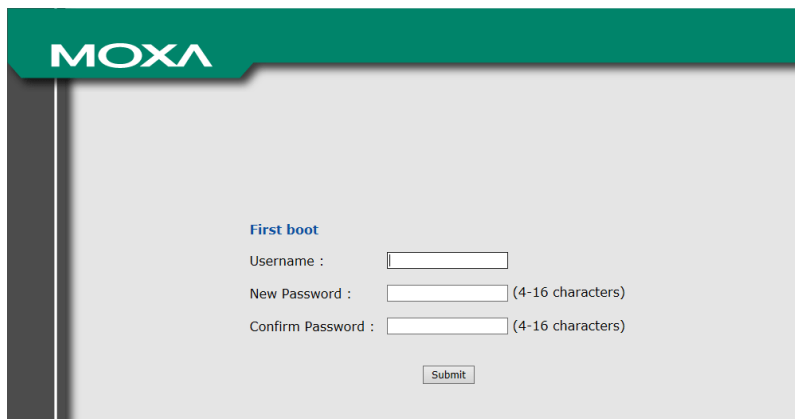 MOXA
First boot
Username :
New Password : (4-16 characters)
Confirm Password : (4-16 characters)
Submit